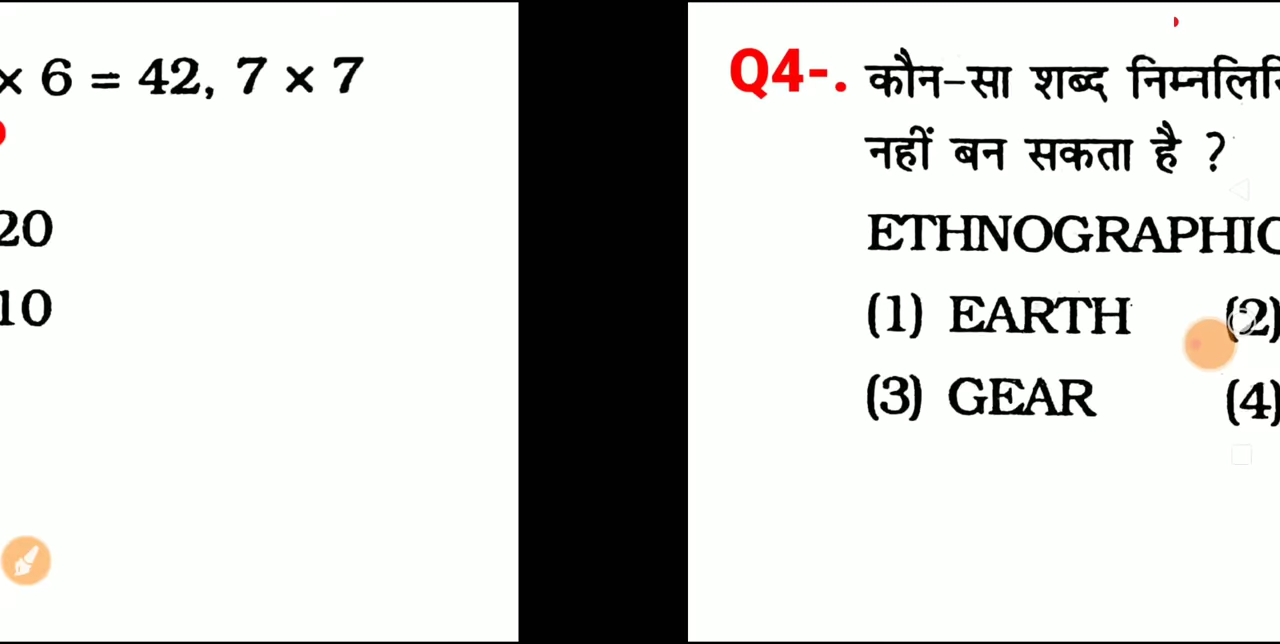 × 6 = 42, 7 × 7
20
10
Q4-. कौन-सा शब्द
नहीं बन सकता है ?
ETHNOGRAPHIC
(1) EARTH (2)
(3) GEAR (4)